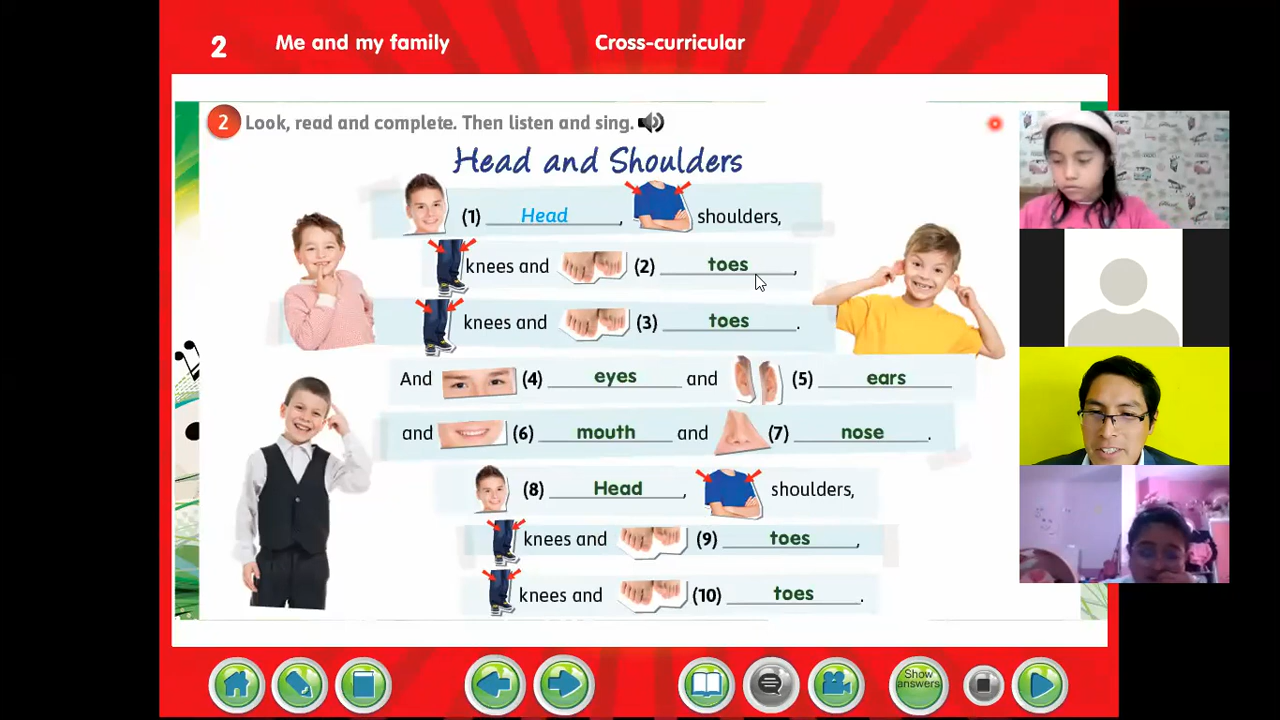 2 Me and my family Cross-curricular
2 Look, read and complete. Then listen and sing.
Head and Shoulders
(1) Head , shoulders,
knees and (2) toes ,
knees and (3) toes .
And (4) eyes and (5) ears
and (6) mouth and (7) nose .
(8) Head , shoulders,
knees and (9) toes ,
knees and (10) toes .
Show answers